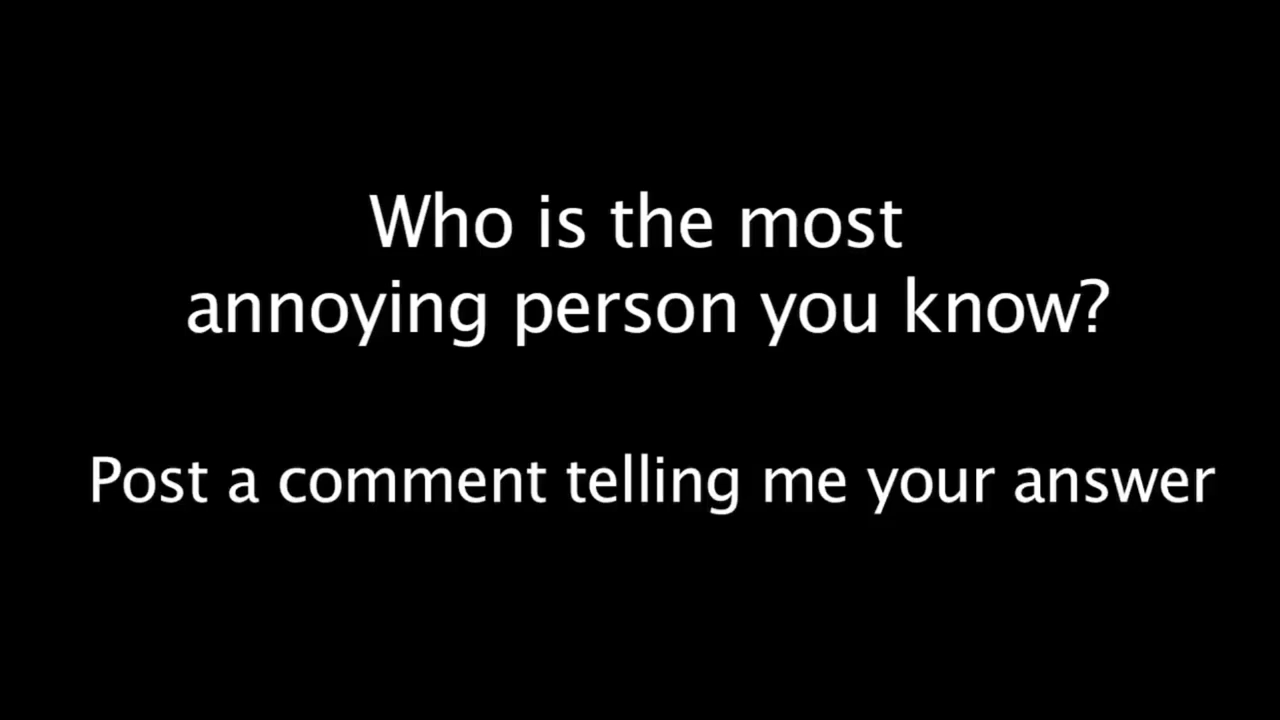 Who is the most
annoying person you know?
Post a comment telling me your answer